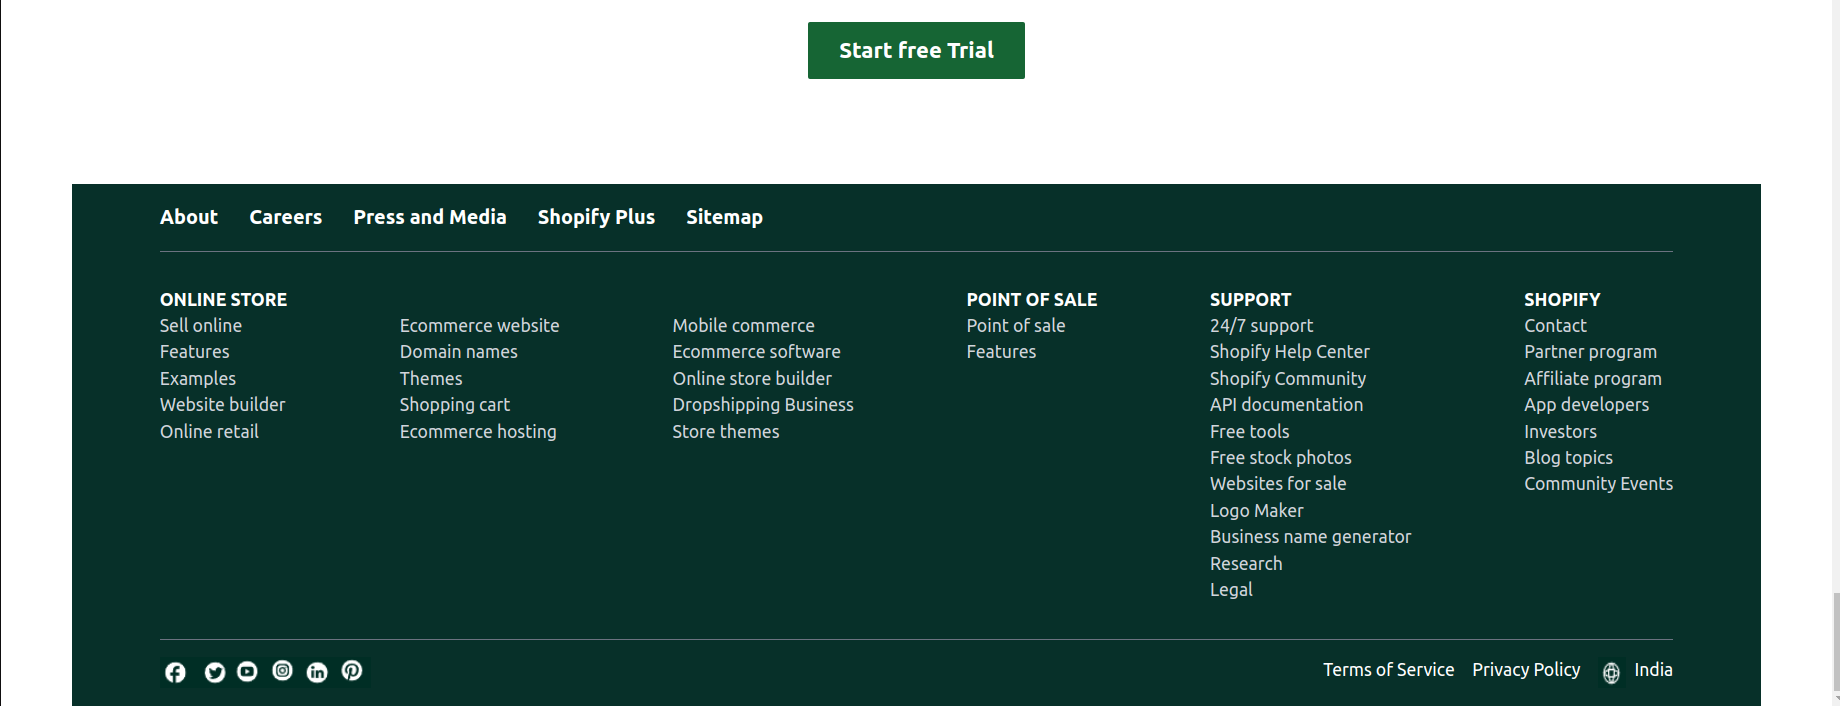 Start free Trial
About Careers Press and Media Shopify Plus Sitemap
ONLINE STORE
Sell online
Features
Examples
Website builder
Online retail
Ecommerce website
Domain names
Themes
Shopping cart
Ecommerce hosting
Mobile commerce
Ecommerce software
Online store builder
Dropshipping Business
Store themes
POINT OF SALE
Point of sale
Features
SUPPORT
24/7 support
Shopify Help Center
Shopify Community
API documentation
Free tools
Free stock photos
Websites for sale
Logo Maker
Business name generator
Research
Legal
SHOPIFY
Contact
Partner program
Affiliate program
App developers
Investors
Blog topics
Community Events
Terms of Service Privacy Policy India